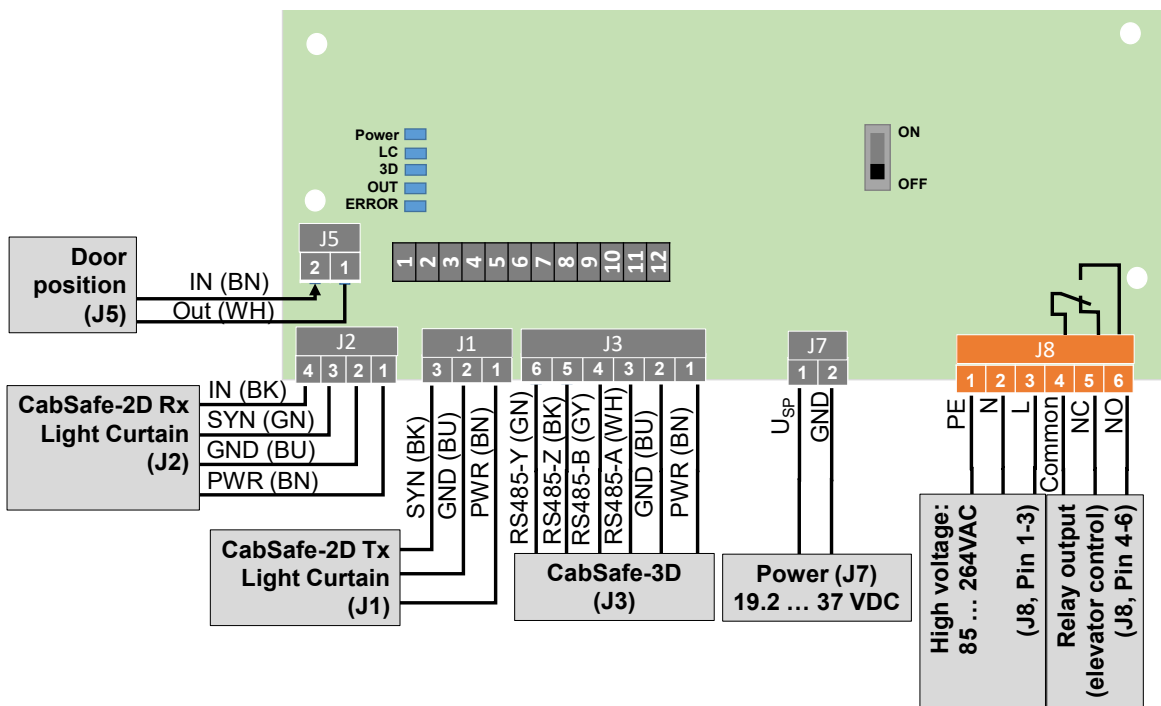 Power
LC
3D
OUT
ERROR
ON
OFF
J5
2 1
1 2 3 4 5 6 7 8 9 10 11 12
Door
position
(J5)
IN (BN)
Out (WH)
J2
4 3 2 1
J1
3 2 1
J3
6 5 4 3 2 1
J7
1 2
J8
1 2 3 4 5 6
CabSafe-2D Rx
Light Curtain
(J2)
IN (BK)
SYN (GN)
GND (BU)
PWR (BN)
SYN (BK)
GND (BU)
PWR (BN)
RS485-Y (GN)
RS485-Z (BK)
RS485-B (GY)
RS485-A (WH)
GND (BU)
PWR (BN)
USP
GND
PE
N
L
Common
NC
NO
CabSafe-2D Tx
Light Curtain
(J1)
CabSafe-3D
(J3)
Power (J7)
19.2 … 37 VDC
High voltage:
85 … 264VAC
(J8, Pin 1-3)
Relay output
(elevator control)
(J8, Pin 4-6)